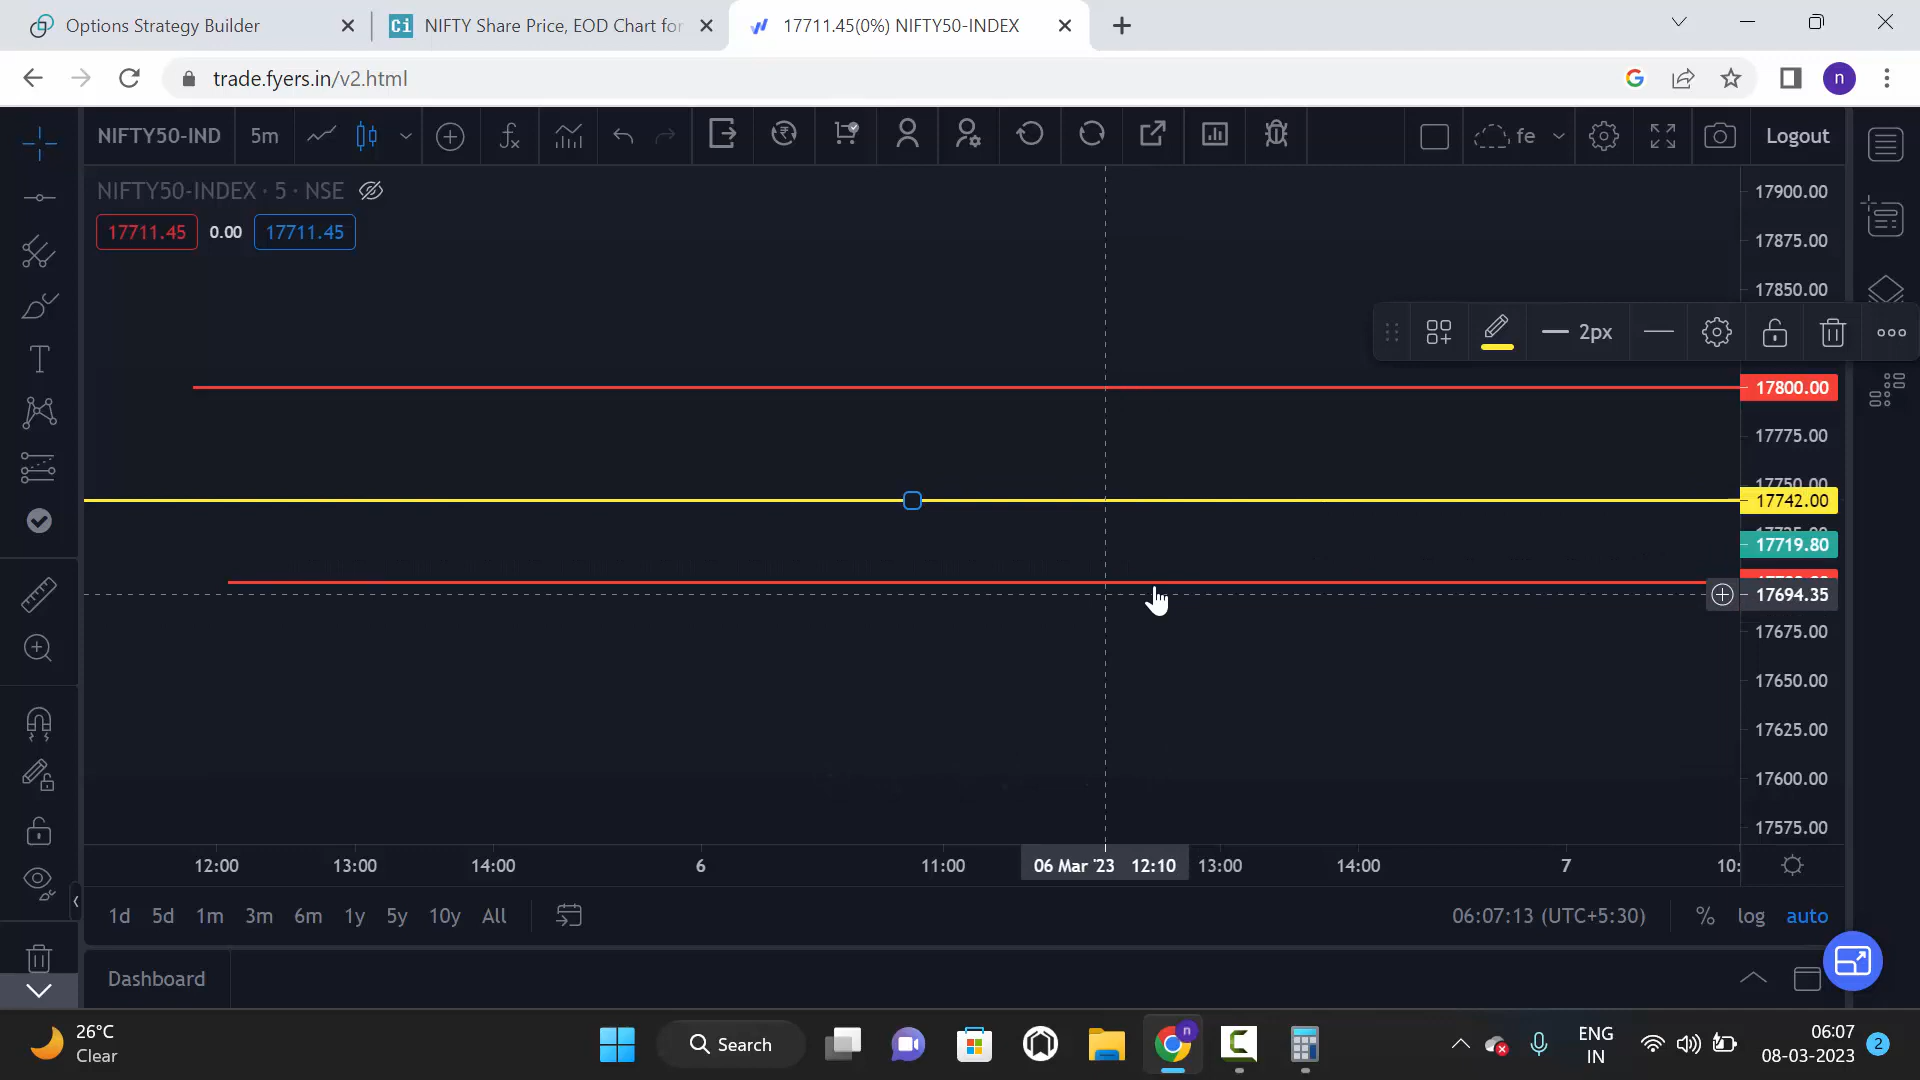 Options Strategy Builder
NIFTY Share Price, EOD Chart for
17711.45(0%) NIFTY50-INDEX
trade.fyers.in/v2.html
n
NIFTY50-IND
5m
fe
Logout
NIFTY50-INDEX · 5 · NSE
17711.45
0.00
17711.45
2px
17900.00
17875.00
17850.00
17800.00
17775.00
17750.00
17742.00
17719.80
17694.35
17675.00
17650.00
17625.00
17600.00
17575.00
12:00
13:00
14:00
6
11:00
06 Mar '23 12:10
13:00
14:00
7
10:
1d 5d 1m 3m 6m 1y 5y 10y All
06:07:13 (UTC+5:30)
% log auto
Dashboard
26°C
Clear
Search
ENG
IN
06:07
08-03-2023
2